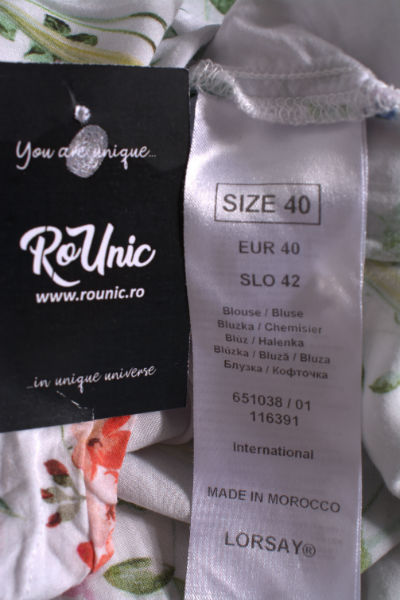 You are unique...
RoUnic
www.rounic.ro
...in unique universe
SIZE 40
EUR 40
SLO 42
Blouse / Bluse
Bluzka / Chemisier
Blúz / Halenka
Blúzka / Bluză / Bluza
Блузка / Кофточка
651038 / 01
116391
International
MADE IN MOROCCO
LORSAY®